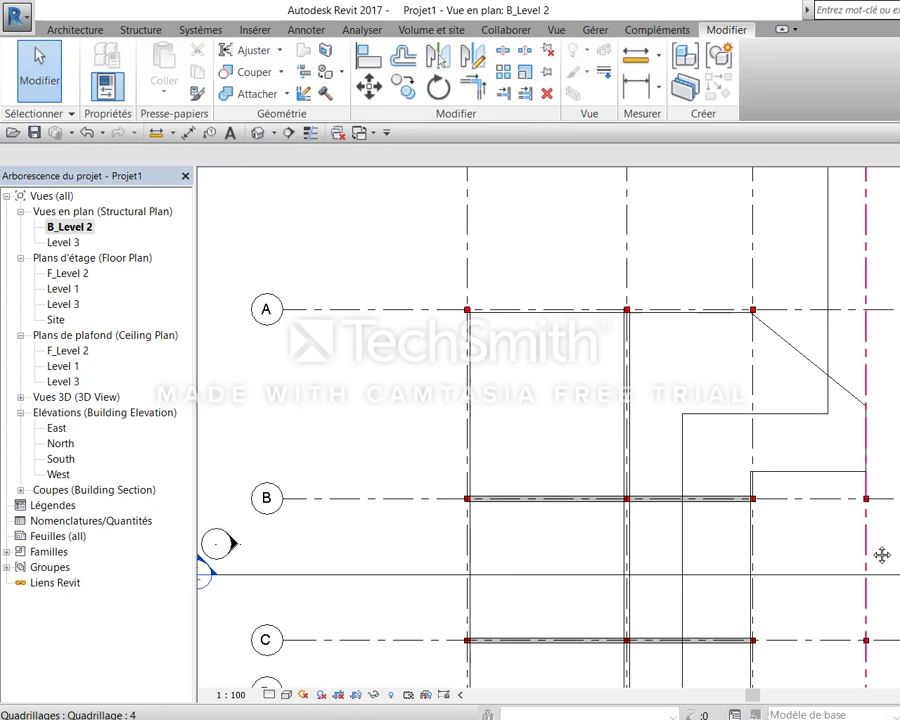 Autodesk Revit 2017 - Projet1 - Vue en plan: B_Level 2
Entrez mot-clé ou e
Architecture Structure Systèmes Insérer Annoter Analyser Volume et site Collaborer Vue Gérer Compléments Modifier
Modifier
Coller
Ajuster
Couper
Attacher
Sélectionner Propriétés Presse-papiers Géométrie Modifier Vue Mesurer Créer
Arborescence du projet - Projet1
Vues (all)
Vues en plan (Structural Plan)
B_Level 2
Level 3
Plans d'étage (Floor Plan)
F_Level 2
Level 1
Level 3
Site
Plans de plafond (Ceiling Plan)
F_Level 2
Level 1
Level 3
Vues 3D (3D View)
Elévations (Building Elevation)
East
North
South
West
Coupes (Building Section)
Légendes
Nomenclatures/Quantités
Feuilles (all)
Familles
Groupes
Liens Revit
A
TechSmith
MADE WITH CAMTASIA FREE TRIAL
B
C
1 : 100
Quadrillages : Quadrillage : 4
:0
Modèle de base